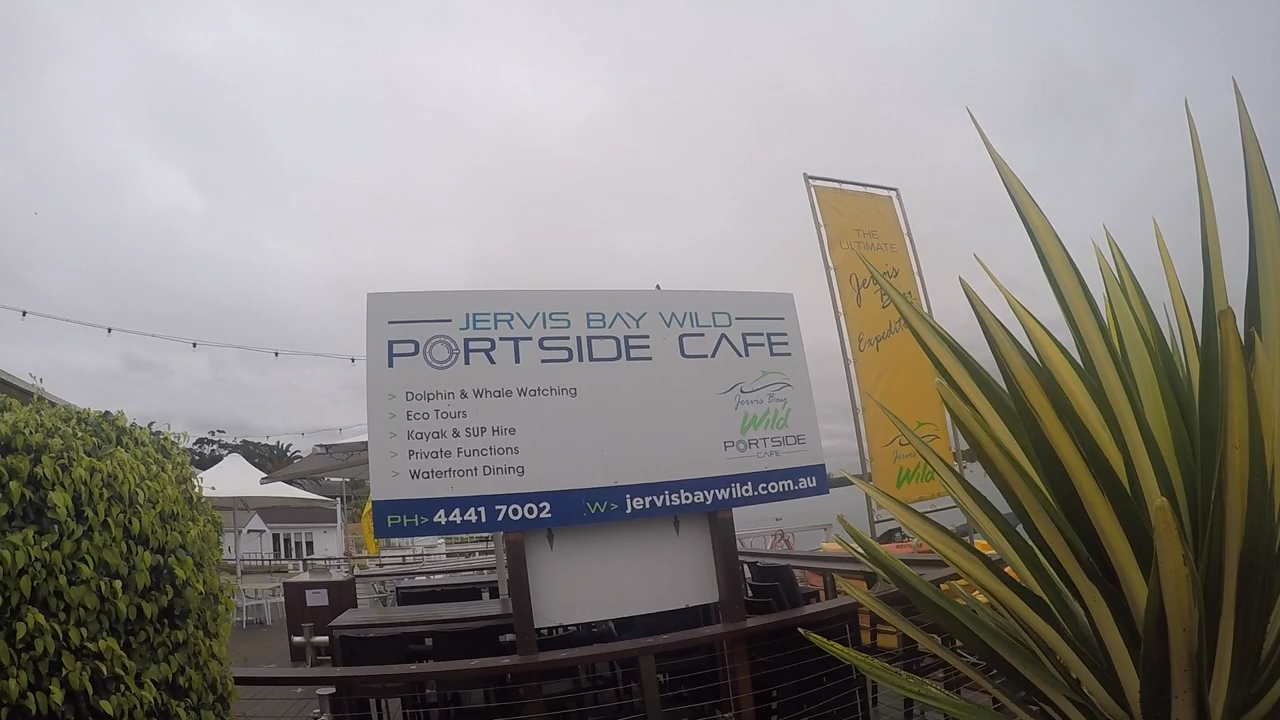 JERVIS BAY WILD
PORTSIDE CAFE
> Dolphin & Whale Watching
> Eco Tours
> Kayak & SUP Hire
> Private Functions
> Waterfront Dining
Jervis Bay
Wild
PORTSIDE
CAFE
PH> 4441 7002 W> jervisbaywild.com.au
THE
ULTIMATE
Jervis
Bay
Jervis
Wild